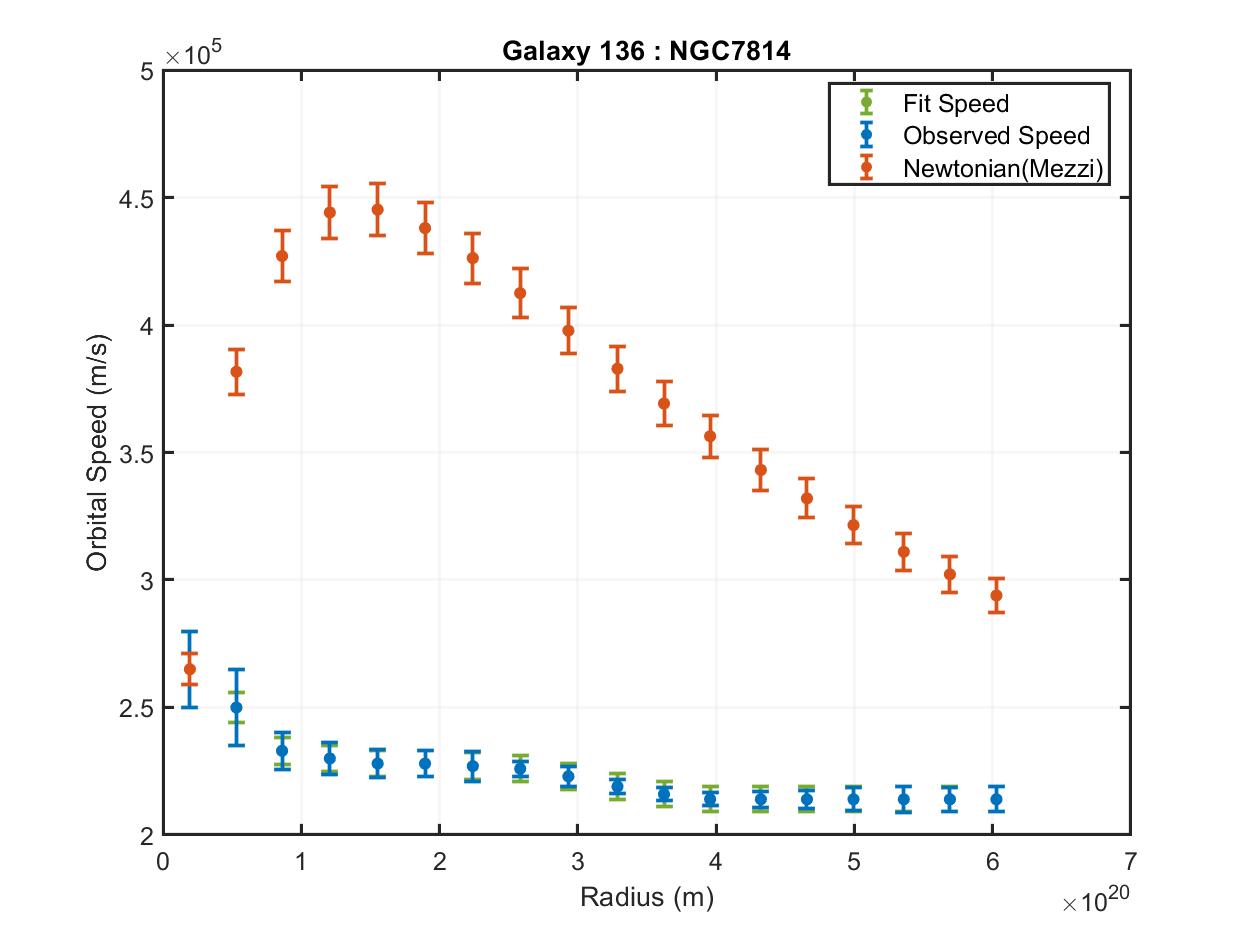 Galaxy 136 : NGC7814
×10^5
5
4.5
4
3.5
3
2.5
2
Orbital Speed (m/s)
Fit Speed
Observed Speed
Newtonian(Mezzi)
0 1 2 3 4 5 6 7
Radius (m)
×10^20